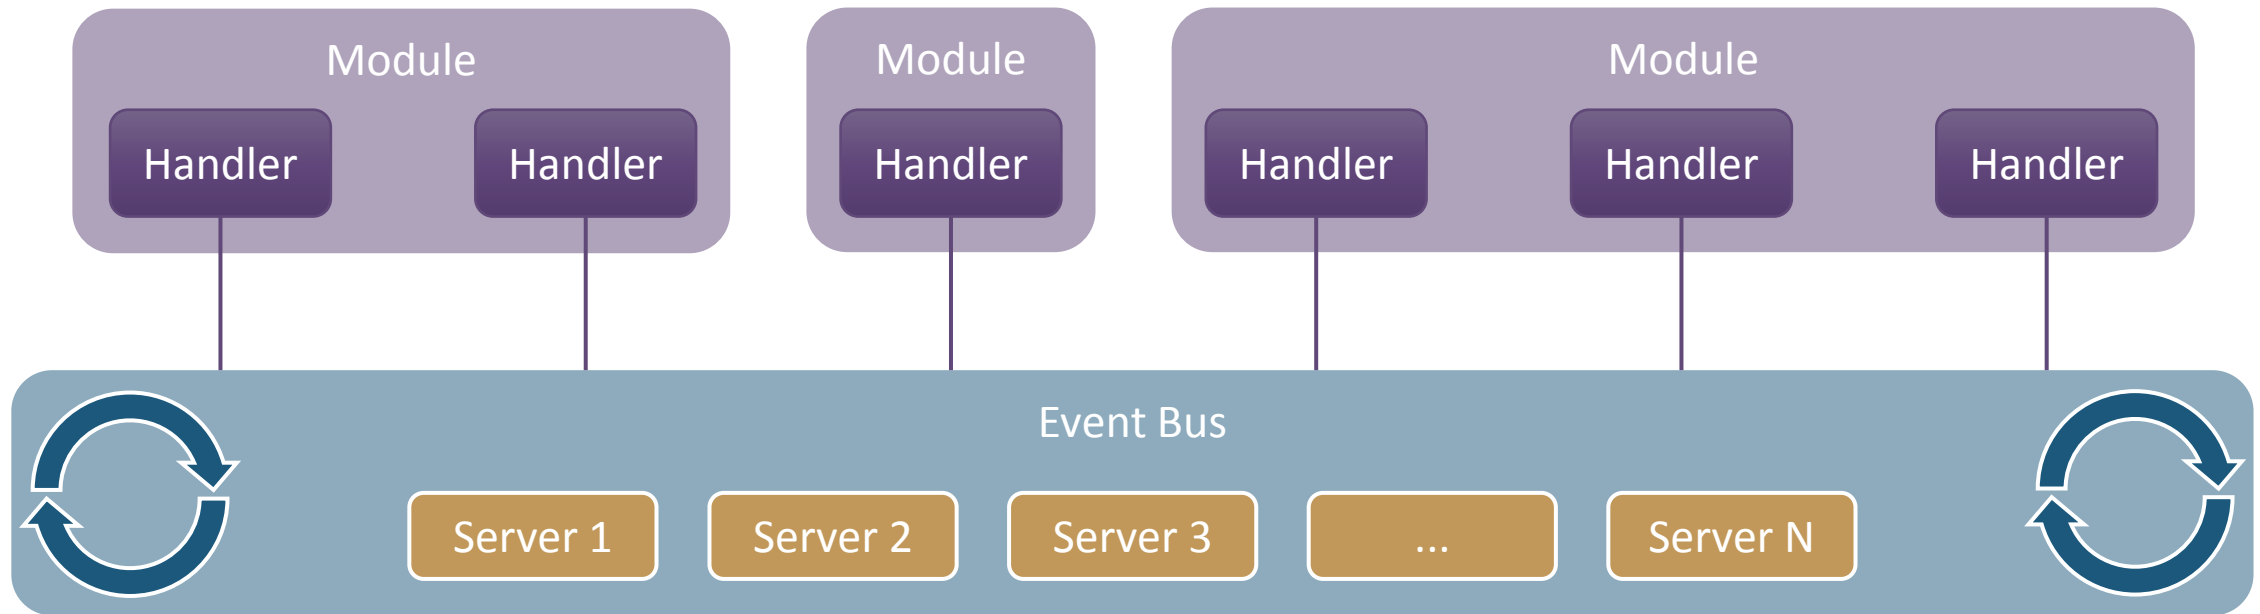 Module
Module
Module
Handler
Handler
Handler
Handler
Handler
Handler
Event Bus
Server 1
Server 2
Server 3
...
Server N